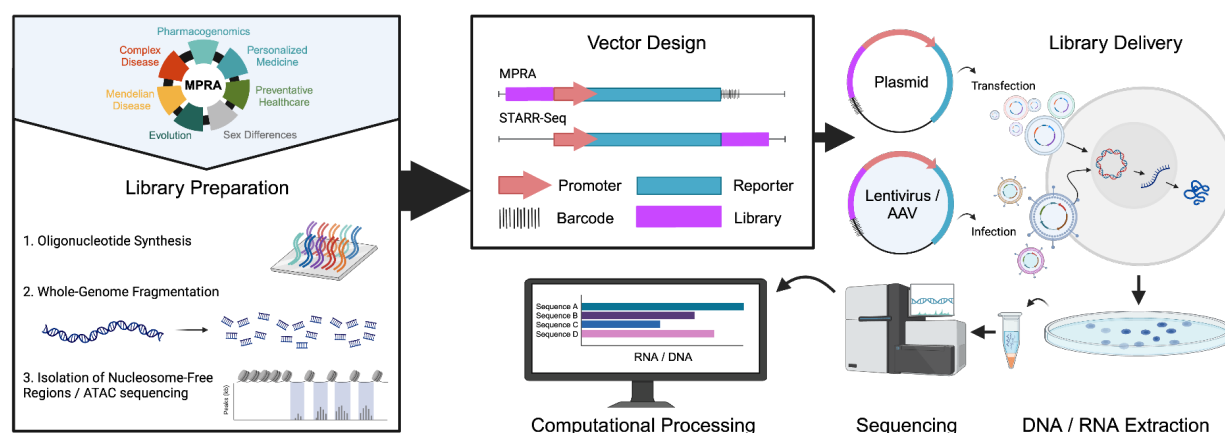 Pharmacogenomics
Complex
Disease
Personalized
Medicine
MPRA
Mendelian
Disease
Preventative
Healthcare
Evolution
Sex Differences
Library Preparation
1. Oligonucleotide Synthesis
2. Whole-Genome Fragmentation
3. Isolation of Nucleosome-Free
Regions / ATAC sequencing
Peaks (kb)
Vector Design
MPRA
STARR-Seq
Promoter
Reporter
Barcode
Library
Plasmid
Lentivirus /
AAV
Library Delivery
Transfection
Infection
Sequence A
Sequence B
Sequence C
Sequence D
RNA / DNA
Computational Processing
Sequencing
DNA / RNA Extraction